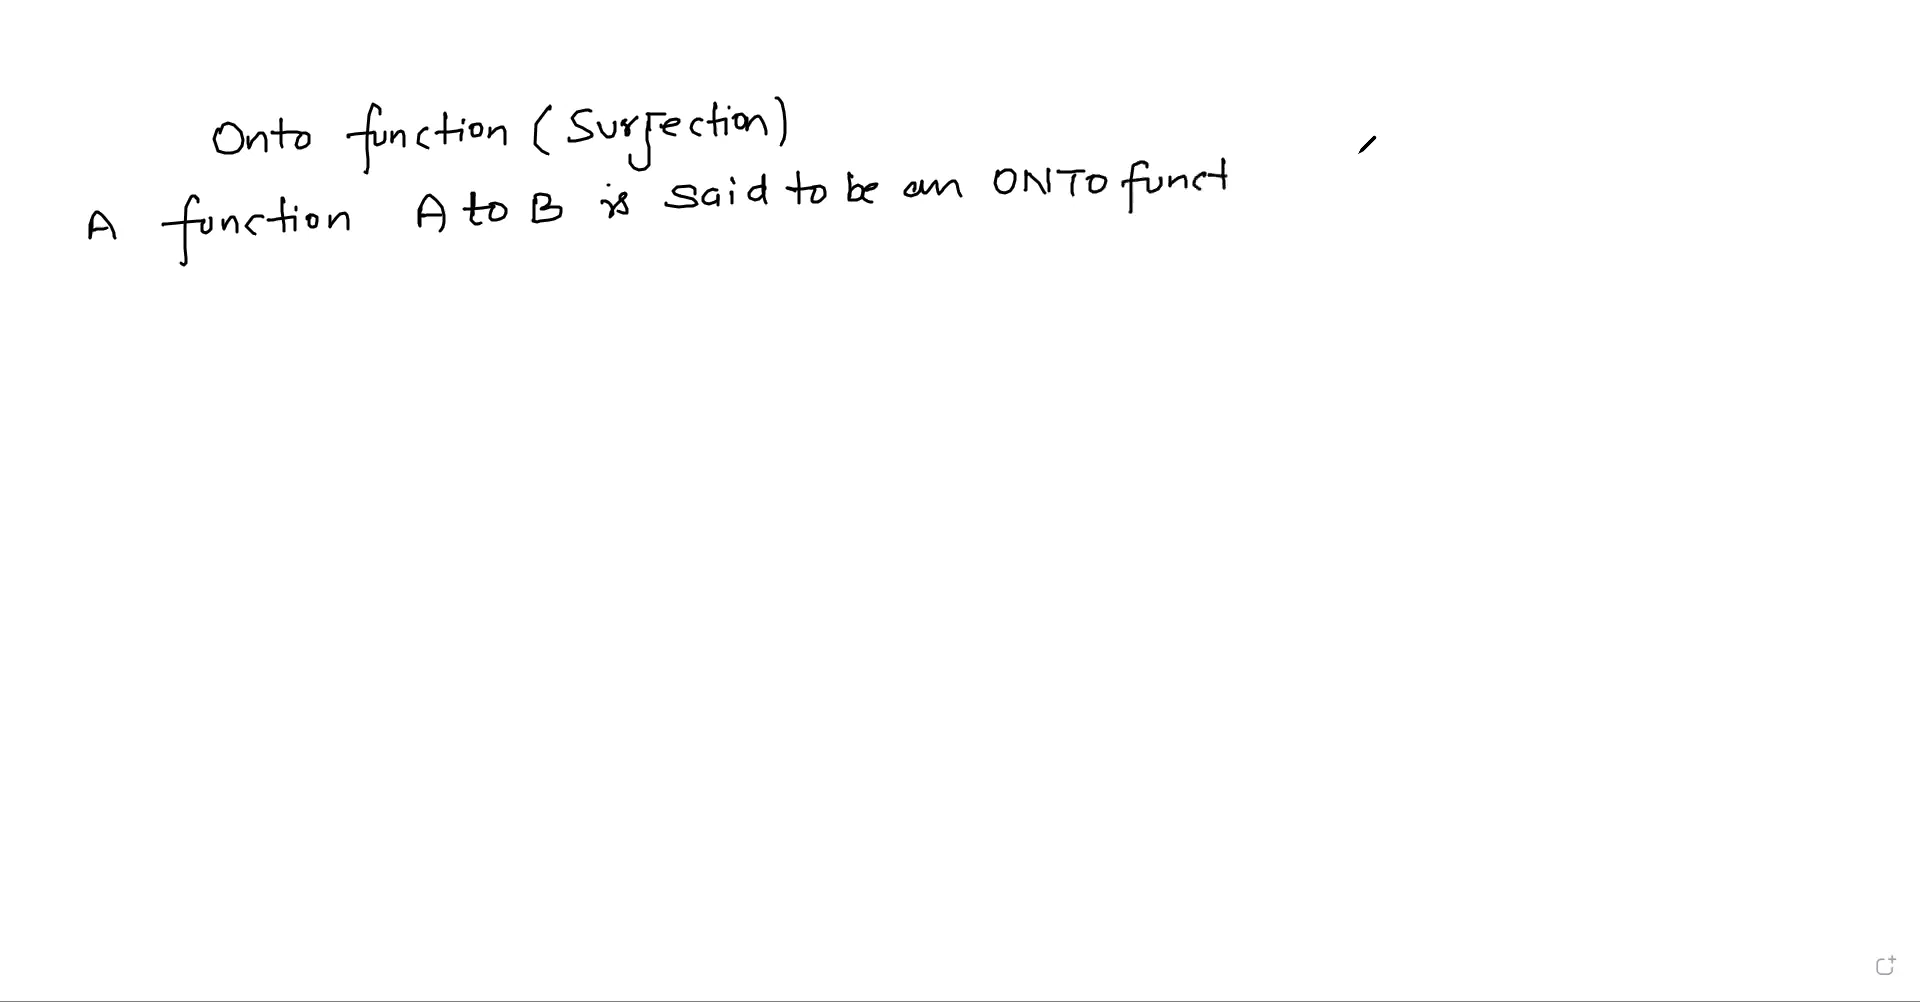 Onto function (Surjection)
A function A to B is said to be an ONTO funct